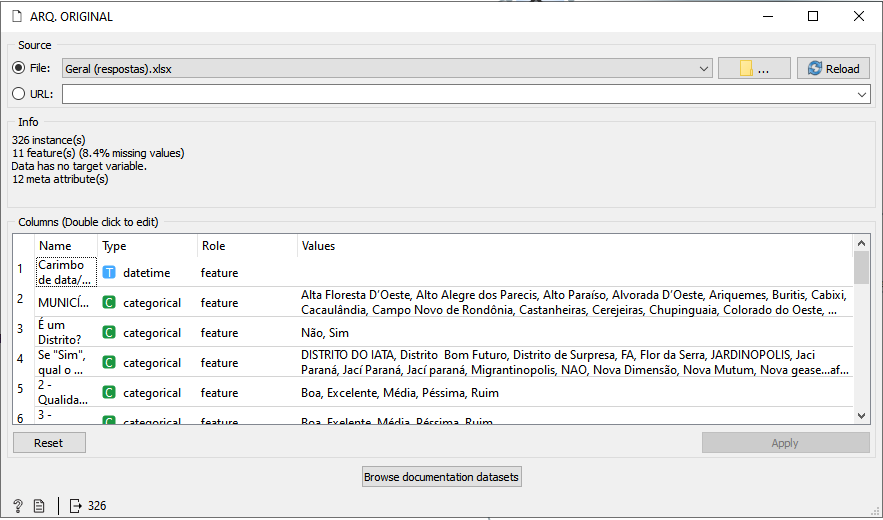 ARQ. ORIGINAL
Source
File: Geral (respostas).xlsx ... Reload
URL:
Info
326 instance(s)
11 feature(s) (8.4% missing values)
Data has no target variable.
12 meta attribute(s)
Columns (Double click to edit)
Name Type Role Values
1 Carimbo de data/... T datetime feature
2 MUNICÍ... C categorical feature Alta Floresta D'Oeste, Alto Alegre dos Parecis, Alto Paraíso, Alvorada D'Oeste, Ariquemes, Buritis, Cabixi,
Cacaulândia, Campo Novo de Rondônia, Castanheiras, Cerejeiras, Chupinguaia, Colorado do Oeste, ...
3 É um Distrito? C categorical feature Não, Sim
4 Se "Sim", qual o ... C categorical feature DISTRITO DO IATA, Distrito  Bom Futuro, Distrito de Surpresa, FA, Flor da Serra, JARDINOPOLIS, Jaci
Paraná, Jací Paraná, Jací paraná, Migrantinopolis, NAO, Nova Dimensão, Nova Mutum, Nova gease...af...
5 2 - Qualida... C categorical feature Boa, Excelente, Média, Péssima, Ruim
6 3 - C categorical feature Boa, Exelente, Média, Péssima, Ruim
Reset Apply
Browse documentation datasets
? 326